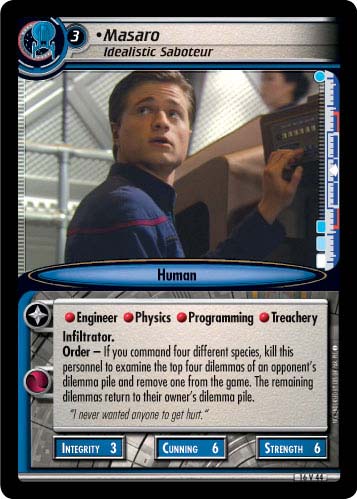 3
•Masaro
Idealistic Saboteur
Human
Engineer Physics Programming Treachery
Infiltrator.
Order – If you command four different species, kill this
personnel to examine the top four dilemmas of an opponent's
dilemma pile and remove one from the game. The remaining
dilemmas return to their owner's dilemma pile.
"I never wanted anyone to get hurt."
INTEGRITY 3 CUNNING 6 STRENGTH 6
16 V 44